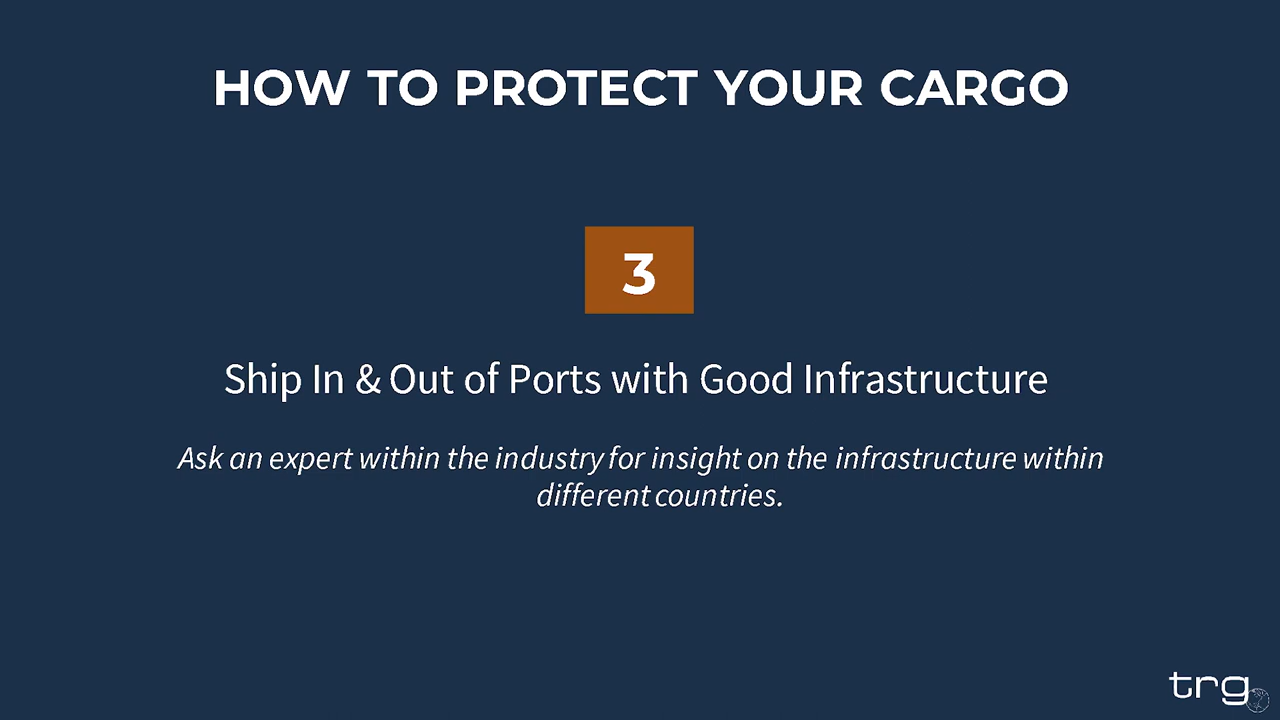 HOW TO PROTECT YOUR CARGO
3
Ship In & Out of Ports with Good Infrastructure
Ask an expert within the industry for insight on the infrastructure within
different countries.
trg